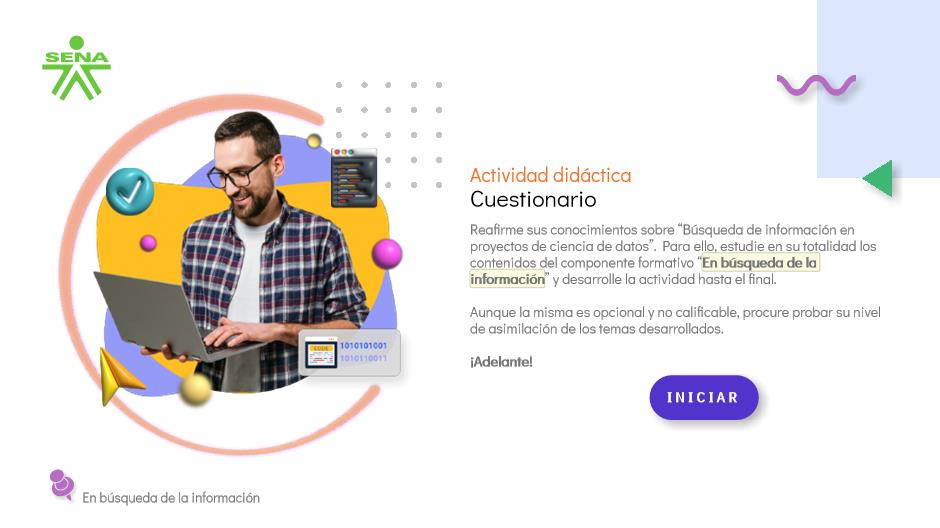 SENA
Actividad didáctica
Cuestionario
Reafirme sus conocimientos sobre “Búsqueda de información en
proyectos de ciencia de datos”. Para ello, estudie en su totalidad los
contenidos del componente formativo “En búsqueda de la
información” y desarrolle la actividad hasta el final.
Aunque la misma es opcional y no calificable, procure probar su nivel
de asimilación de los temas desarrollados.
¡Adelante!
INICIAR
CODE
1010101001
1010110011
En búsqueda de la información